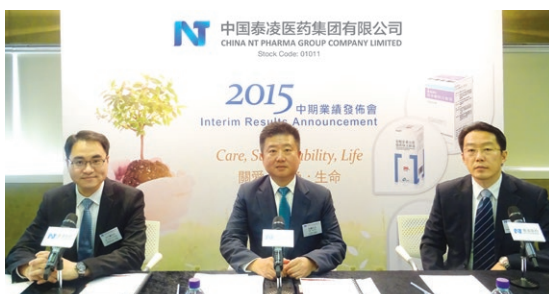 NT 中国泰凌医药集团有限公司
CHINA NT PHARMA GROUP COMPANY LIMITED
Stock Code: 01011
2015 中期業績發佈會
Interim Results Announcement
Care, Life
關愛 · 生命